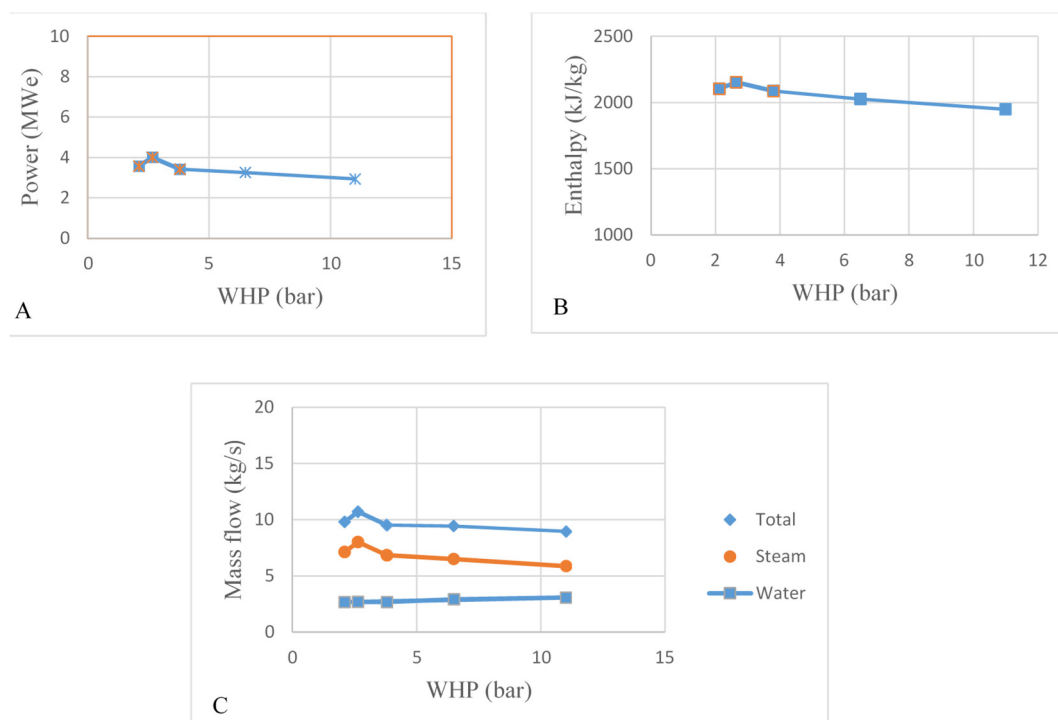 Power (MWe)
10
8
6
4
2
0
0 5 10 15
WHP (bar)
A
Enthalpy (kJ/kg)
2500
2000
1500
1000
0 2 4 6 8 10 12
WHP (bar)
B
Mass flow (kg/s)
20
15
10
5
0
0 5 10 15
WHP (bar)
C
Total
Steam
Water